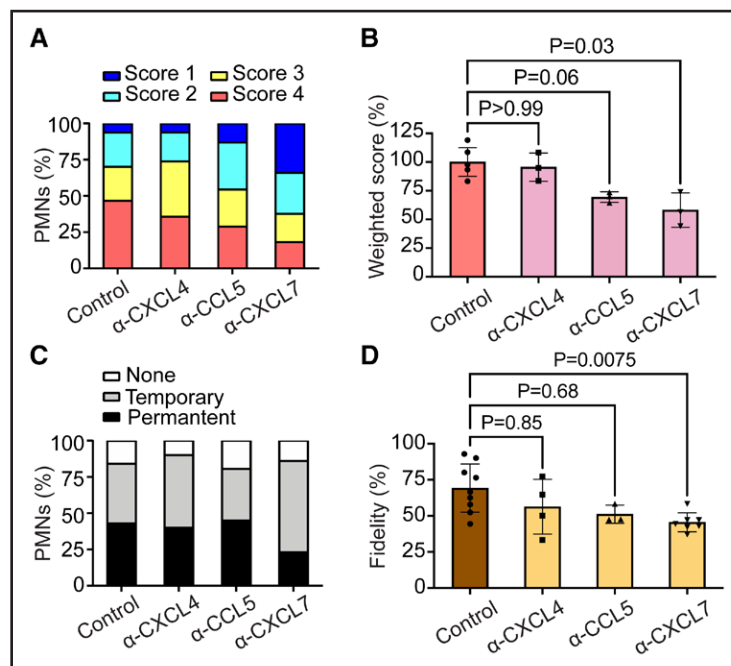 A
Score 1 Score 3
Score 2 Score 4
PMNs (%)
100
75
50
25
0
Control
α-CXCL4
α-CCL5
α-CXCL7
B
P=0.03
P=0.06
P>0.99
Weighted score (%)
125
100
75
50
25
0
Control
α-CXCL4
α-CCL5
α-CXCL7
C
None
Temporary
Permantent
PMNs (%)
100
75
50
25
0
Control
α-CXCL4
α-CCL5
α-CXCL7
D
P=0.0075
P=0.68
P=0.85
Fidelity (%)
100
75
50
25
0
Control
α-CXCL4
α-CCL5
α-CXCL7